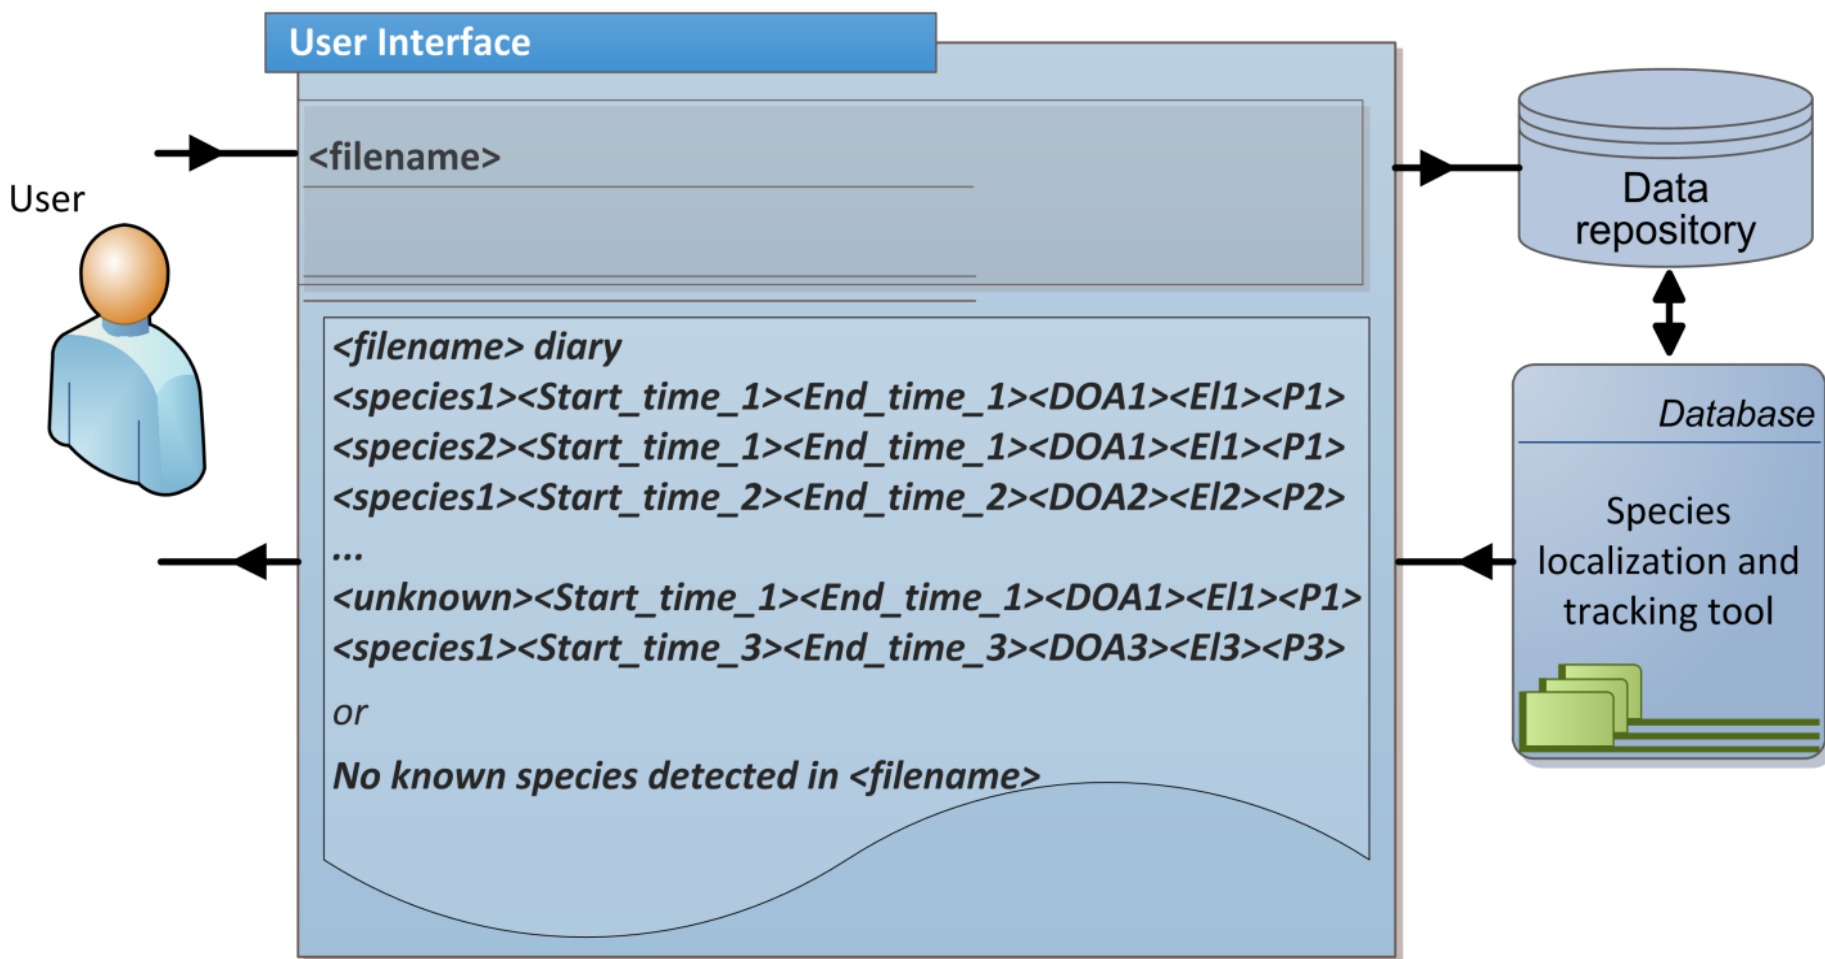 User Interface
<filename>
User
Data
repository
<filename> diary
<species1><Start_time_1><End_time_1><DOA1><El1><P1>
<species2><Start_time_1><End_time_1><DOA1><El1><P1>
<species1><Start_time_2><End_time_2><DOA2><El2><P2>
...
<unknown><Start_time_1><End_time_1><DOA1><El1><P1>
<species1><Start_time_3><End_time_3><DOA3><El3><P3>
or
No known species detected in <filename>
Database
Species
localization and
tracking tool